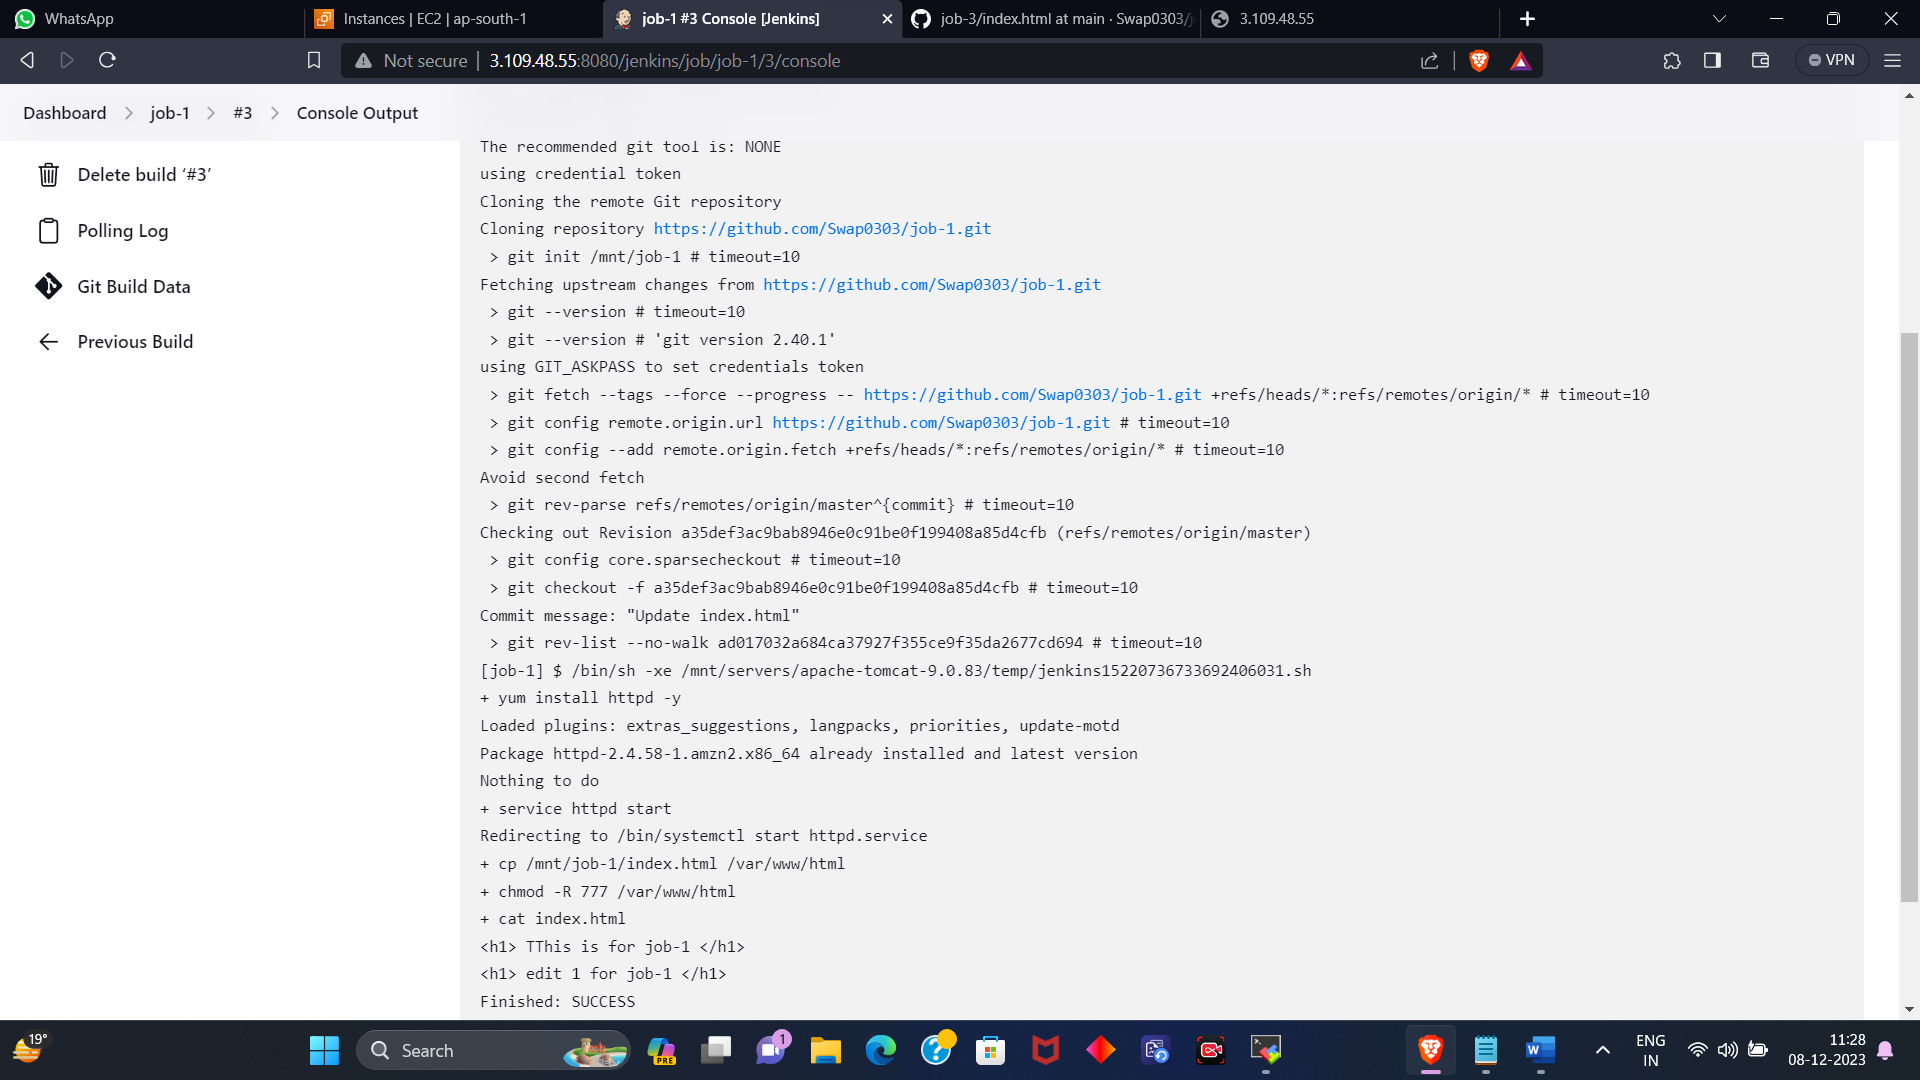 WhatsApp
Instances | EC2 | ap-south-1
job-1 #3 Console [Jenkins]
job-3/index.html at main · Swap0303/j
3.109.48.55
Not secure
3.109.48.55:8080/jenkins/job/job-1/3/console
VPN
Dashboard
job-1
#3
Console Output
Delete build ‘#3’
Polling Log
Git Build Data
Previous Build
The recommended git tool is: NONE
using credential token
Cloning the remote Git repository
Cloning repository https://github.com/Swap0303/job-1.git
> git init /mnt/job-1 # timeout=10
Fetching upstream changes from https://github.com/Swap0303/job-1.git
> git --version # timeout=10
> git --version # 'git version 2.40.1'
using GIT_ASKPASS to set credentials token
> git fetch --tags --force --progress -- https://github.com/Swap0303/job-1.git +refs/heads/*:refs/remotes/origin/* # timeout=10
> git config remote.origin.url https://github.com/Swap0303/job-1.git # timeout=10
> git config --add remote.origin.fetch +refs/heads/*:refs/remotes/origin/* # timeout=10
Avoid second fetch
> git rev-parse refs/remotes/origin/master^{commit} # timeout=10
Checking out Revision a35def3ac9bab8946e0c91be0f199408a85d4cfb (refs/remotes/origin/master)
> git config core.sparsecheckout # timeout=10
> git checkout -f a35def3ac9bab8946e0c91be0f199408a85d4cfb # timeout=10
Commit message: "Update index.html"
> git rev-list --no-walk ad017032a684ca37927f355ce9f35da2677cd694 # timeout=10
[job-1] $ /bin/sh -xe /mnt/servers/apache-tomcat-9.0.83/temp/jenkins15220736733692406031.sh
+ yum install httpd -y
Loaded plugins: extras_suggestions, langpacks, priorities, update-motd
Package httpd-2.4.58-1.amzn2.x86_64 already installed and latest version
Nothing to do
+ service httpd start
Redirecting to /bin/systemctl start httpd.service
+ cp /mnt/job-1/index.html /var/www/html
+ chmod -R 777 /var/www/html
+ cat index.html
<h1> TThis is for job-1 </h1>
<h1> edit 1 for job-1 </h1>
Finished: SUCCESS
19°
Search
PRE
1
ENG
IN
11:28
08-12-2023